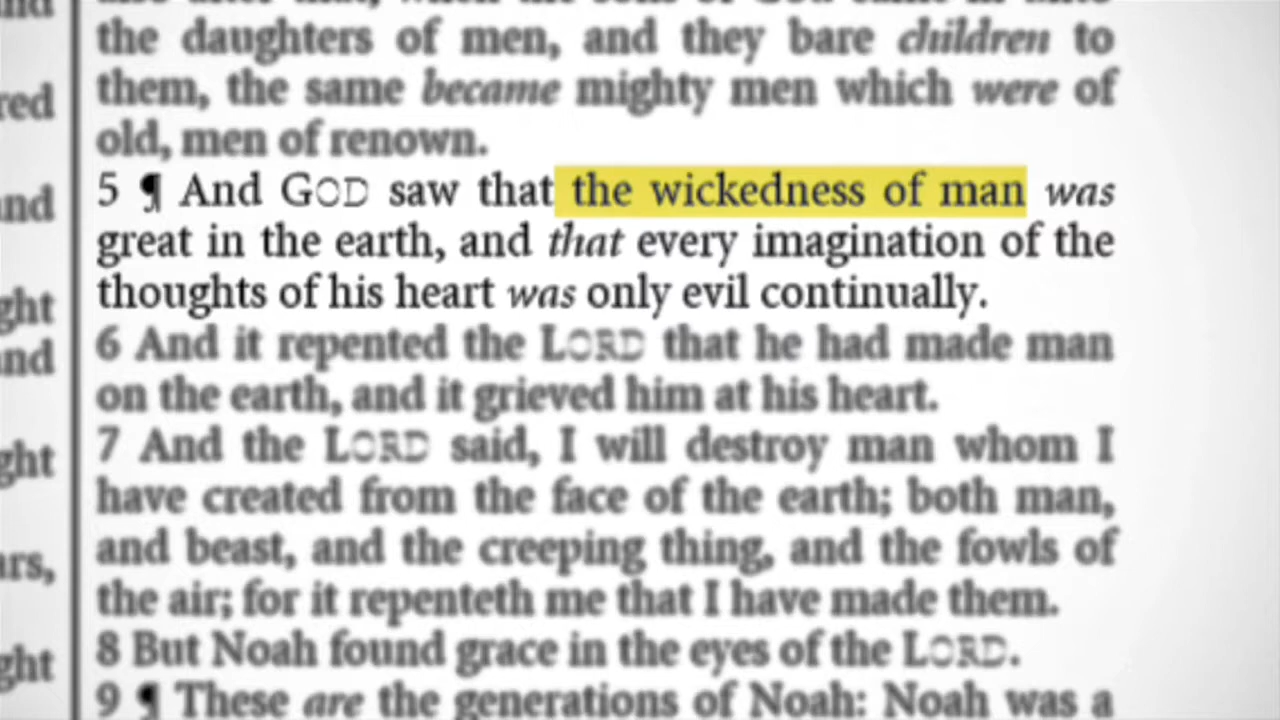 the daughters of men, and they bare children to
them, the same became mighty men which were of
old, men of renown.
5 ¶ And GOD saw that the wickedness of man was
great in the earth, and that every imagination of the
thoughts of his heart was only evil continually.
6 And it repented the LORD that he had made man
on the earth, and it grieved him at his heart.
7 And the LORD said, I will destroy man whom I
have created from the face of the earth; both man,
and beast, and the creeping thing, and the fowls of
the air; for it repenteth me that I have made them.
8 But Noah found grace in the eyes of the LORD.
9 ¶ These are the generations of Noah: Noah was a